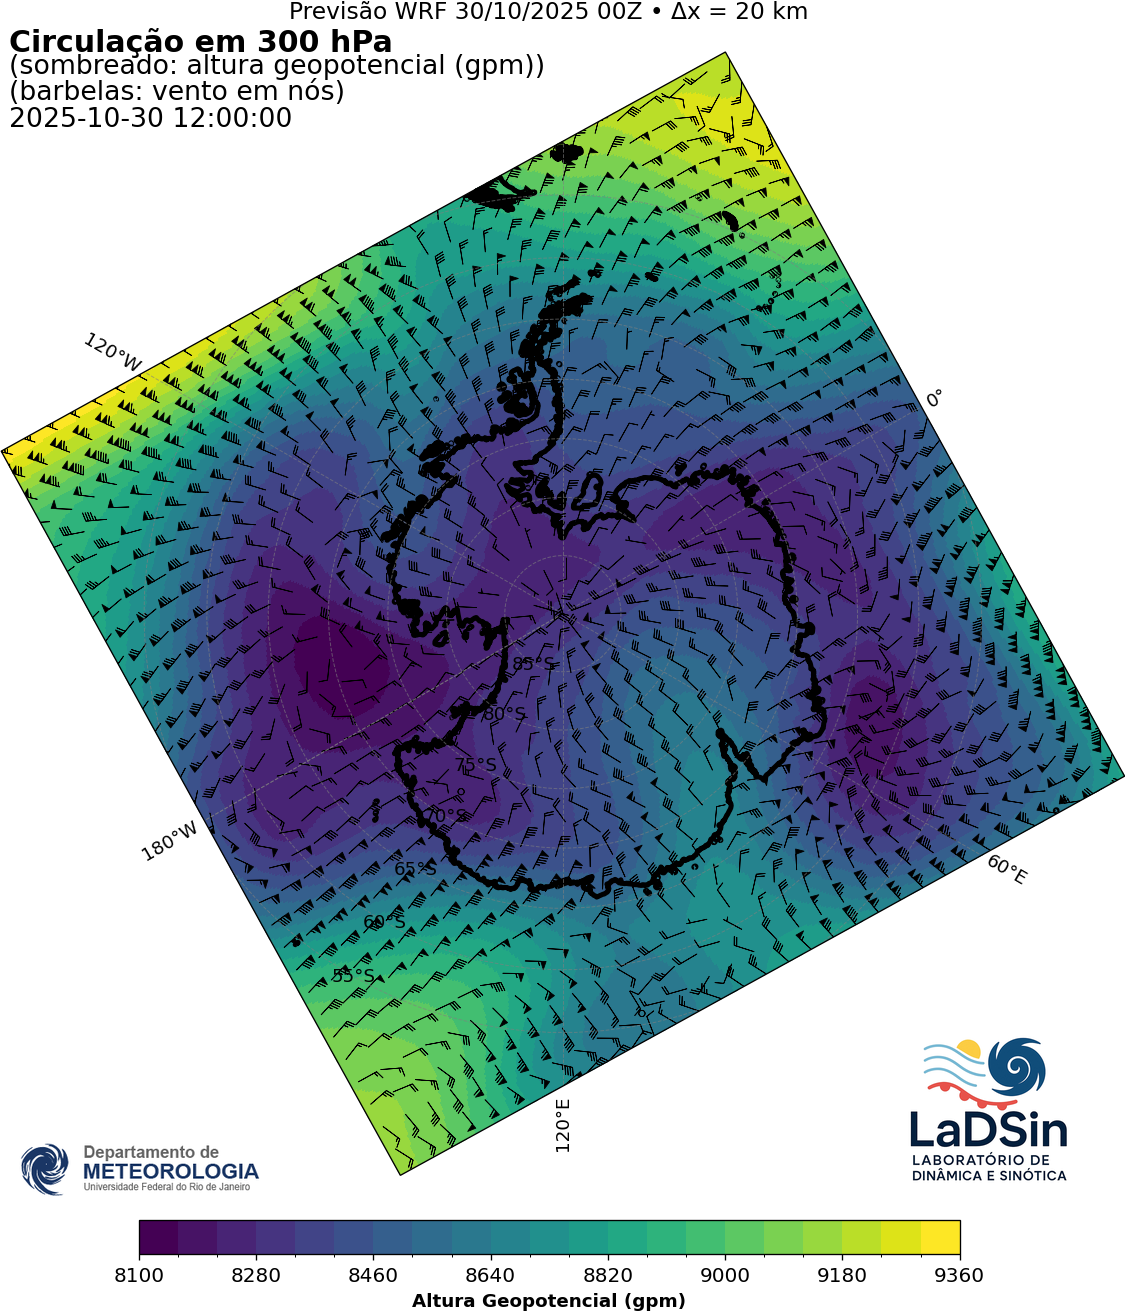 Previsão WRF 30/10/2025 00Z • Δx = 20 km
Circulação em 300 hPa
(sombreado: altura geopotencial (gpm))
(barbelas: vento em nós)
2025-10-30 12:00:00
120°W
0°
85°S
80°S
75°S
70°S
180°W
65°S
60°E
60°S
55°S
120°E
LaDSin
LABORATÓRIO DE
DINÂMICA E SINÓTICA
Departamento de
METEOROLOGIA
Universidade Federal do Rio de Janeiro
8100 8280 8460 8640 8820 9000 9180 9360
Altura Geopotencial (gpm)